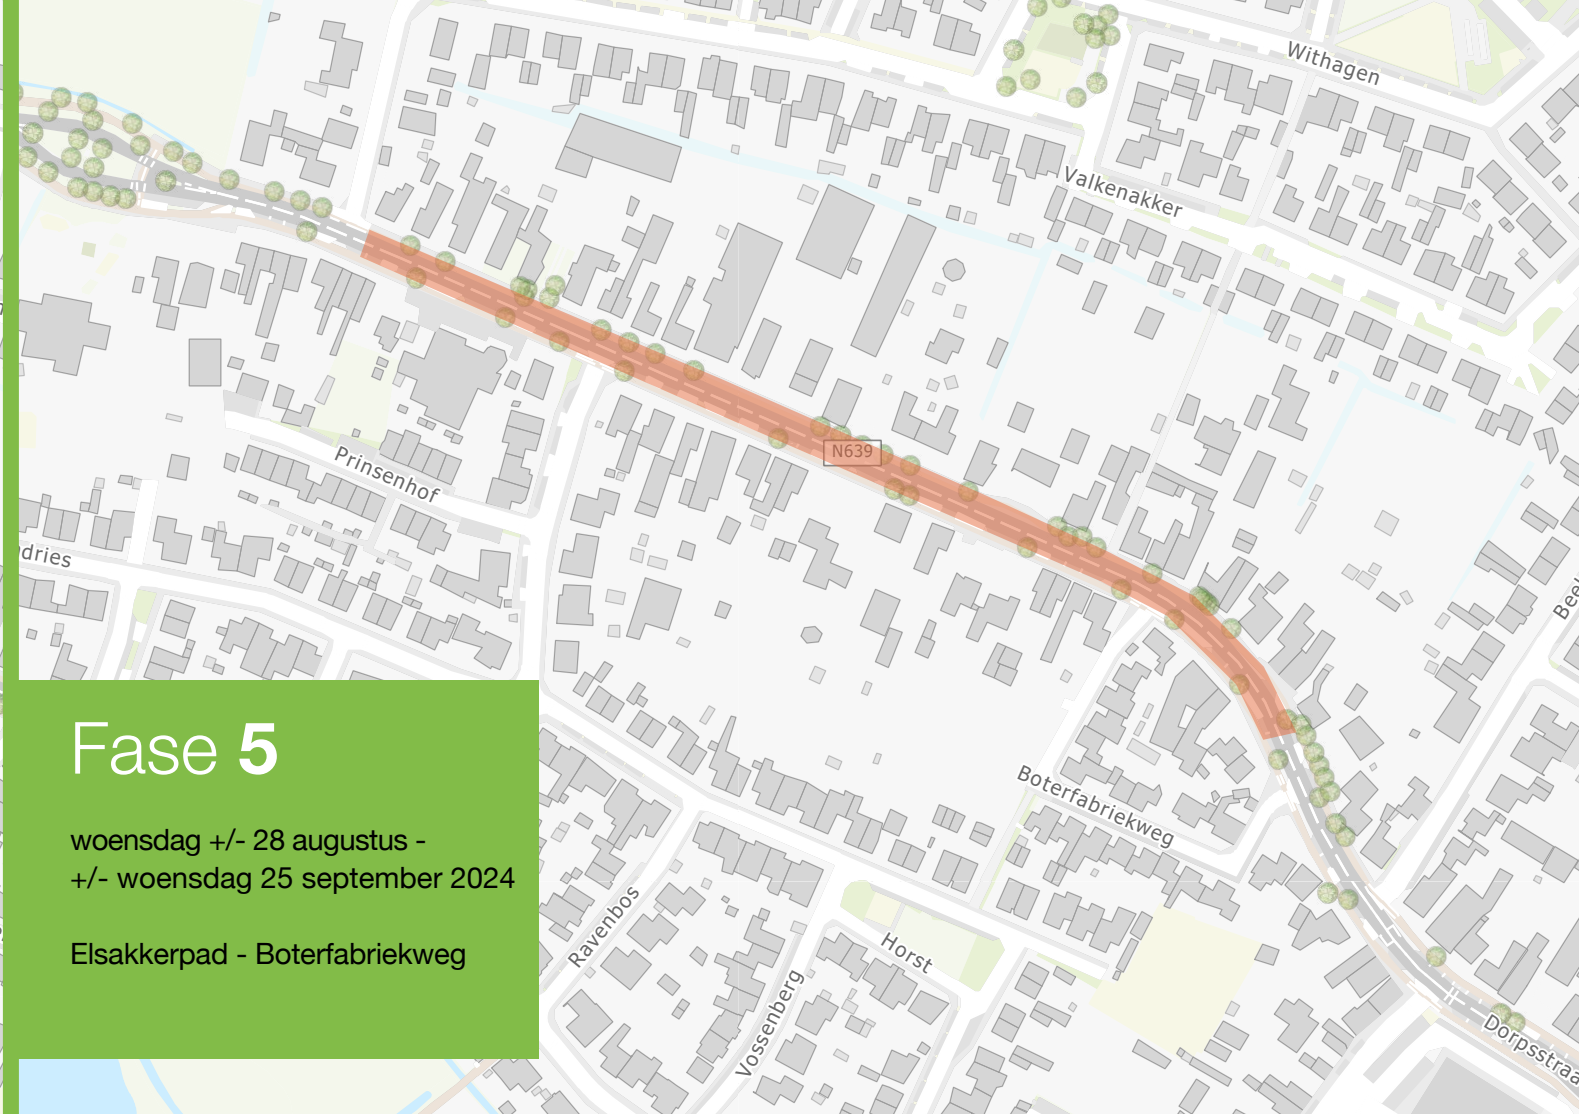 Withagen
Valkenakker
N639
Prinsenhof
dries
Bee
Boterfabriekweg
Ravenbos
Horst
Vossenberg
Dorpsstraa
Fase 5
woensdag +/- 28 augustus -
+/- woensdag 25 september 2024
Elsakkerpad - Boterfabriekweg